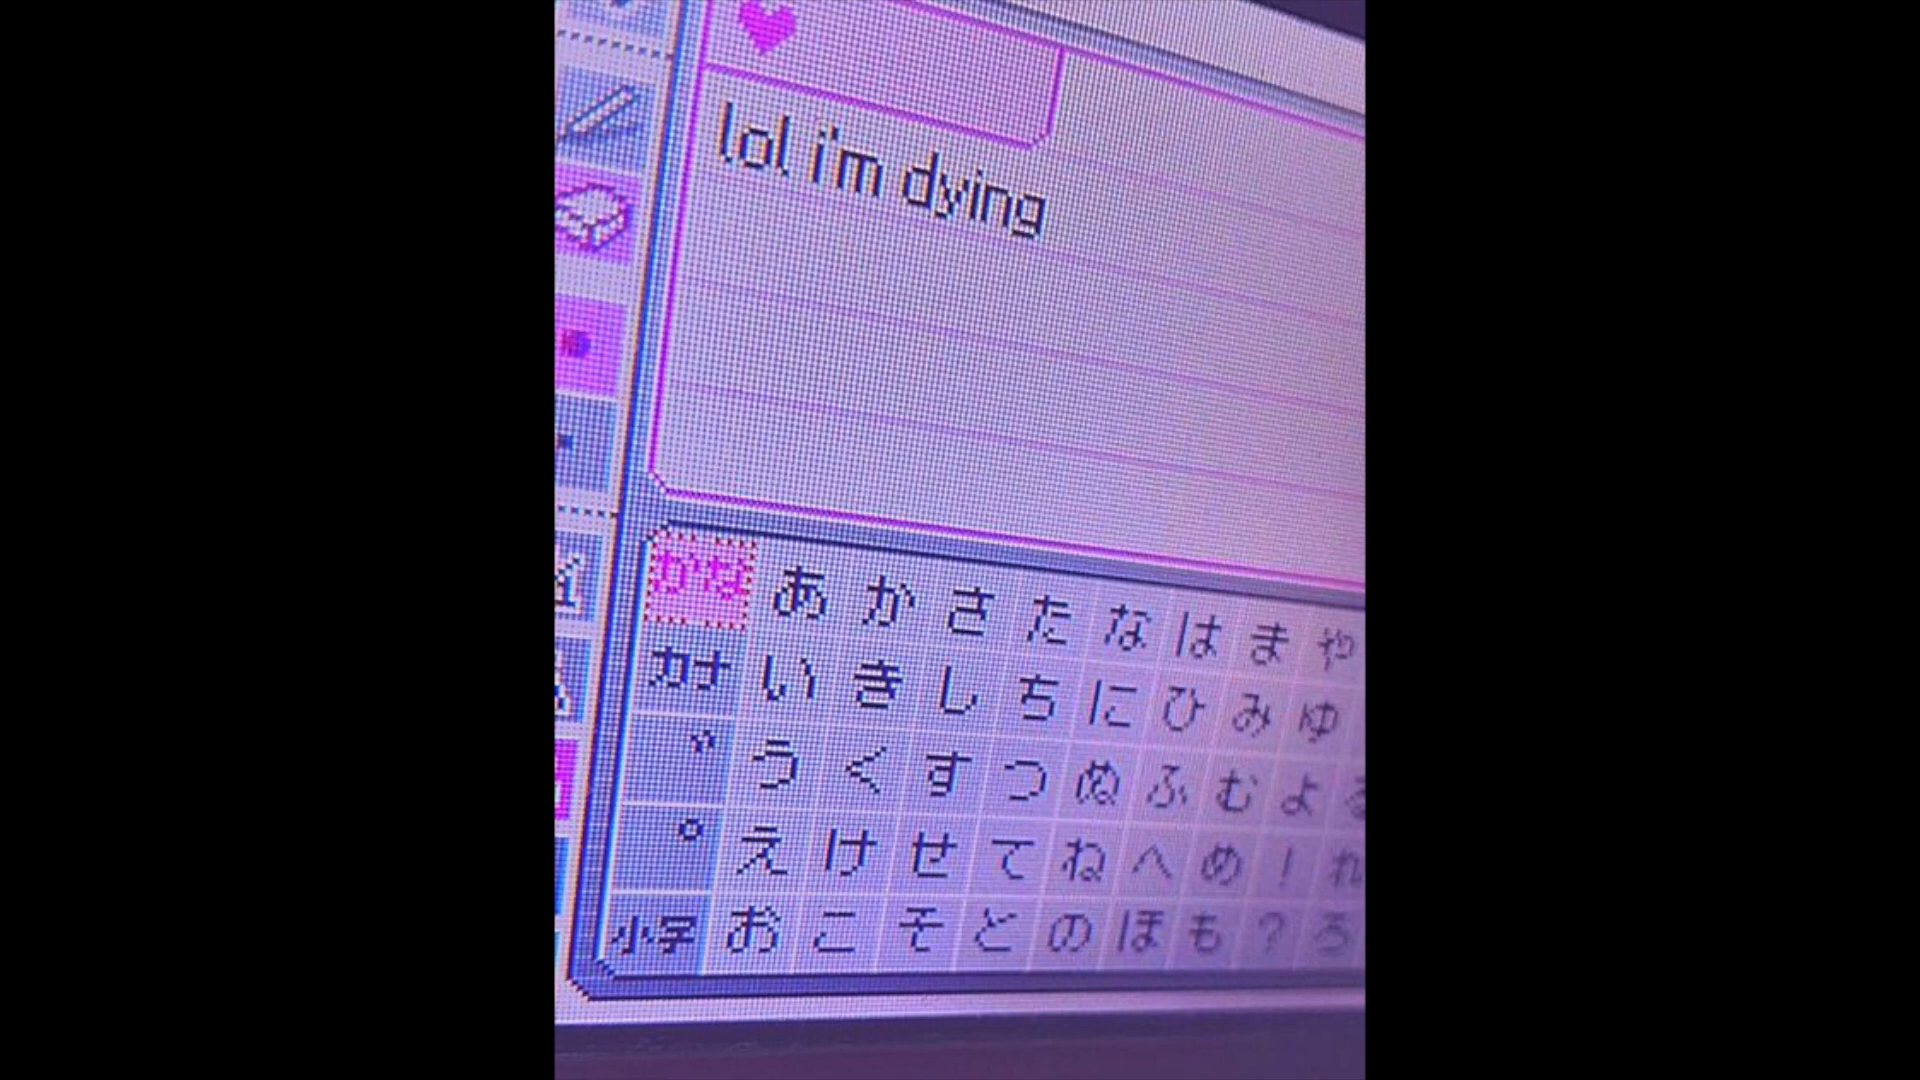 lol i'm dying
かな あ か さ た な は ま や
カナ い き し ち に ひ み ゆ
゛ う く す つ ぬ ふ む よ る
゜ え け せ て ね へ め ! れ
小字 お こ そ と の ほ も ? ろ